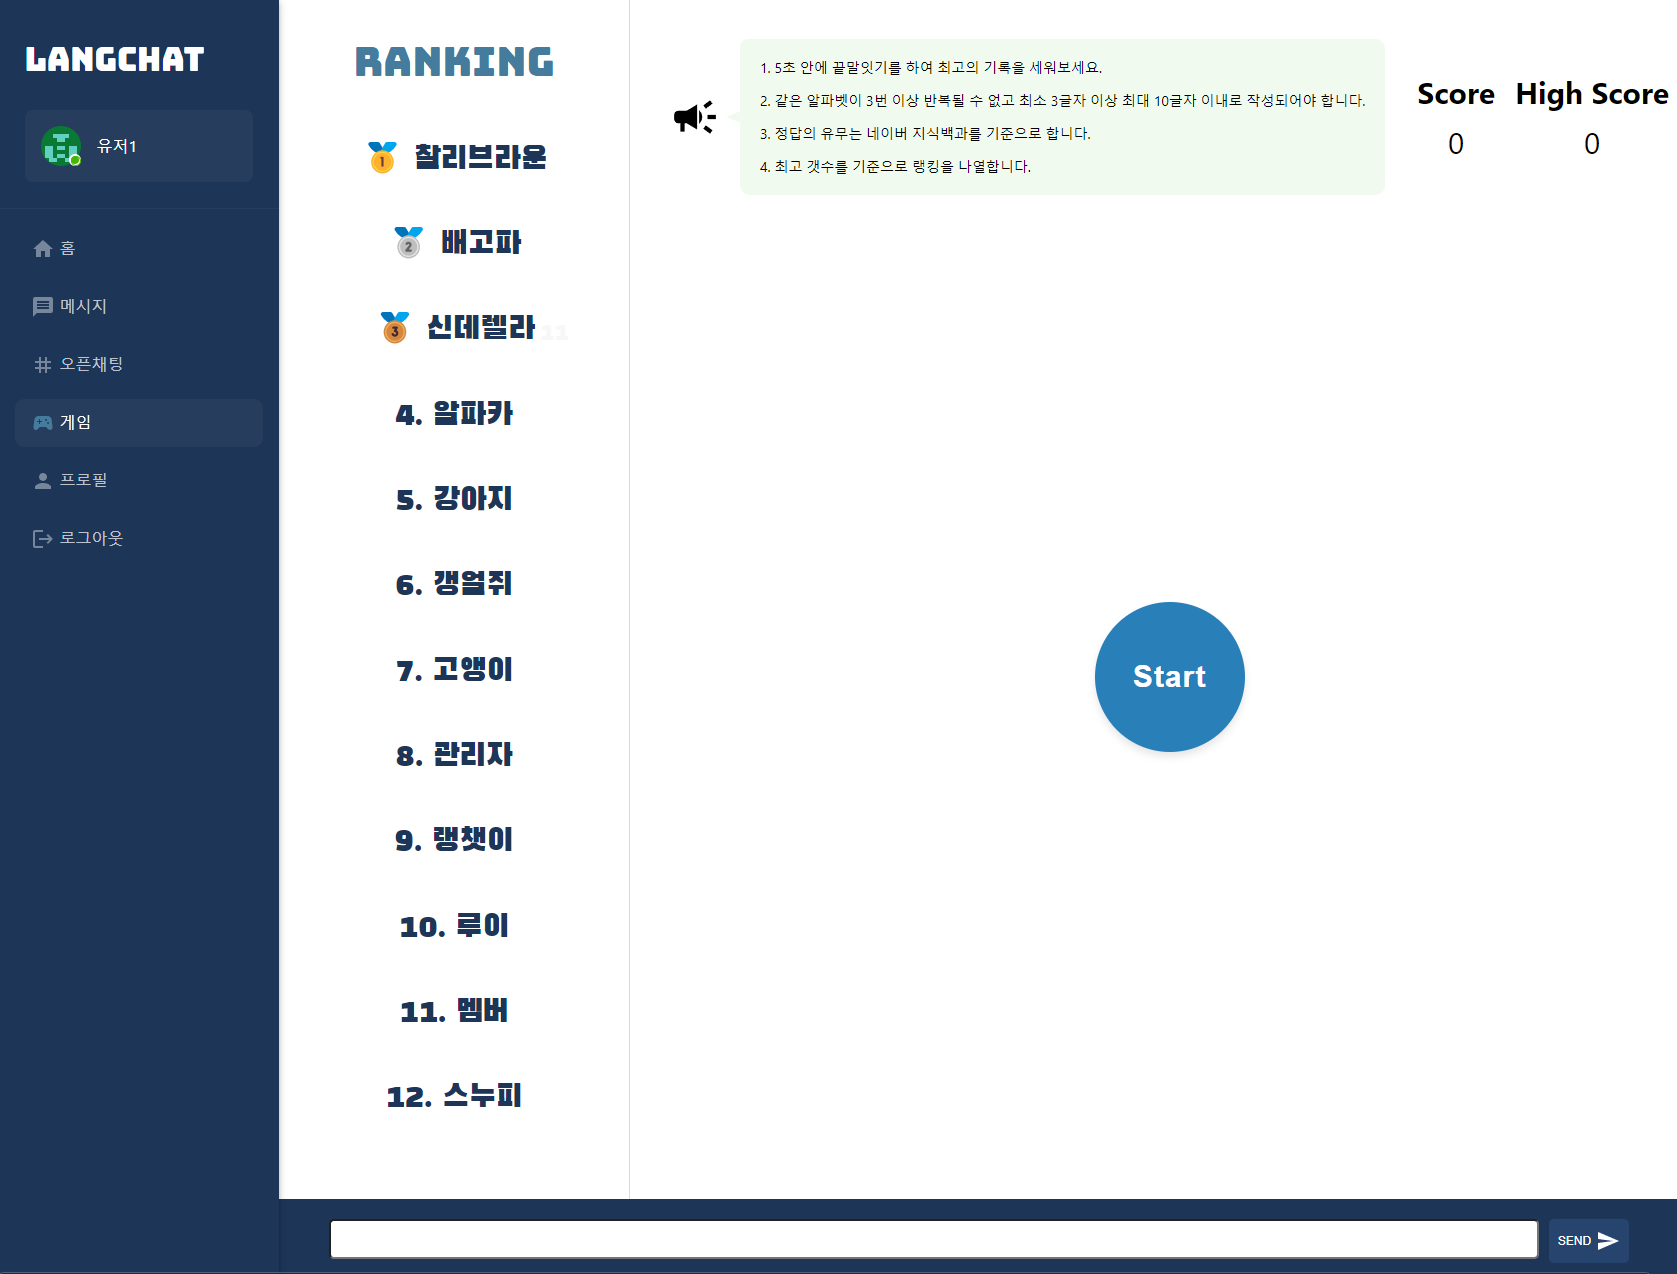 LANGCHAT
유저1
홈
메시지
오픈채팅
게임
프로필
로그아웃
RANKING
1 찰리브라운
2 배고파
3 신데렐라 11
4. 알파카
5. 강아지
6. 갱얼쥐
7. 고앵이
8. 관리자
9. 랭챗이
10. 루이
11. 멤버
12. 스누피
1. 5초 안에 끝말잇기를 하여 최고의 기록을 세워보세요.
2. 같은 알파벳이 3번 이상 반복될 수 없고 최소 3글자 이상 최대 10글자 이내로 작성되어야 합니다.
3. 정답의 유무는 네이버 지식백과를 기준으로 합니다.
4. 최고 갯수를 기준으로 랭킹을 나열합니다.
Score High Score
0 0
Start
SEND